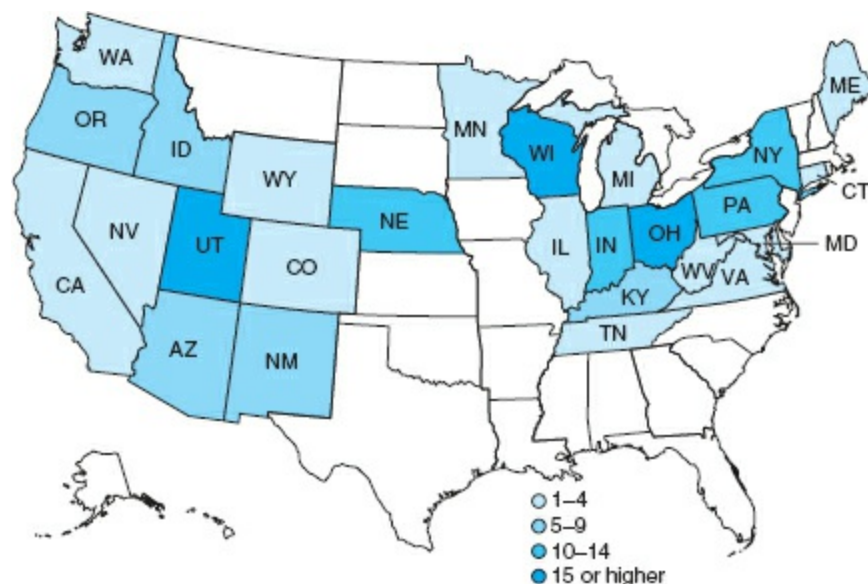 WA
ME
OR
MN
ID
WI
NY
WY
MI
CT
PA
NE
NV
IL
IN
OH
MD
UT
CO
WV
VA
CA
KY
TN
AZ
NM
1–4
5–9
10–14
15 or higher